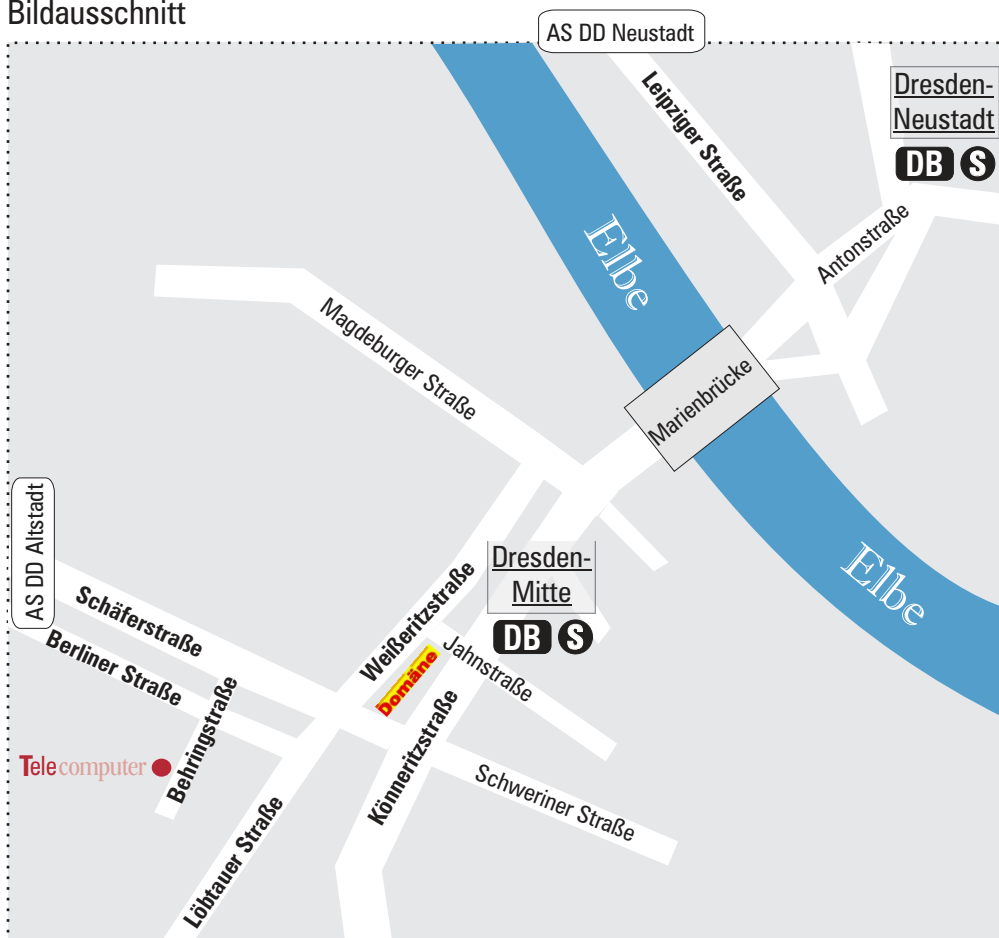 Bildausschnitt
AS DD Neustadt
Leipziger Straße
Dresden-
Neustadt
DB S
Antonstraße
Elbe
Magdeburger Straße
Marienbrücke
AS DD Altstadt
Dresden-
Mitte
DB S
Elbe
Schäferstraße
Weißeritzstraße
Jahnstraße
Berliner Straße
Domäne
Behringstraße
Telecomputer
Könneritzstraße
Schweriner Straße
Löbtauer Straße